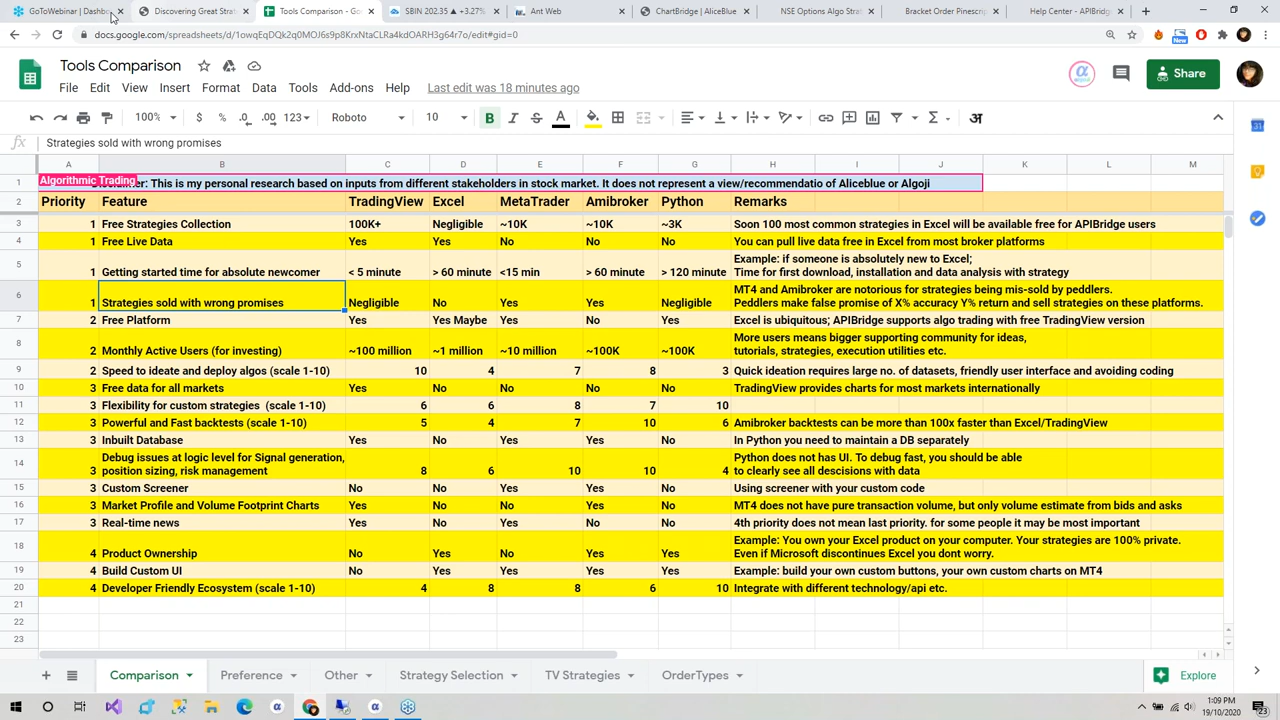 GoToWebinar | Dashbo
Discovering Great Strat
Tools Comparison - Go
SBIN 202.35 ▲ +3.27%
Ant Web
ChartBridge | AliceBlue
NSE Options Algo Strat
Bracket Order Pinescrip
Help Center - APIBridg
docs.google.com/spreadsheets/d/1owqEqDQk2q0MOJ6s9p8KrxNtaCLRa4kdOARH3g64r7o/edit#gid=0
New
Tools Comparison
File Edit View Insert Format Data Tools Add-ons Help Last edit was 18 minutes ago
Share
100% $ % .0 .00 123 Roboto 10 B I S A Σ अ
fx Strategies sold with wrong promises
A B C D E F G H I J K L M
Algorithmic Trading
1 r: This is my personal research based on inputs from different stakeholders in stock market. It does not represent a view/recommendatio of Aliceblue or Algoji
2 Priority Feature TradingView Excel MetaTrader Amibroker Python Remarks
3 1 Free Strategies Collection 100K+ Negligible ~10K ~10K ~3K Soon 100 most common strategies in Excel will be available free for APIBridge users
4 1 Free Live Data Yes Yes No No No You can pull live data free in Excel from most broker platforms
Example: if someone is absolutely new to Excel;
5 1 Getting started time for absolute newcomer < 5 minute > 60 minute <15 min > 60 minute > 120 minute Time for first download, installation and data analysis with strategy
MT4 and Amibroker are notorious for strategies being mis-sold by peddlers.
6 1 Strategies sold with wrong promises Negligible No Yes Yes Negligible Peddlers make false promise of X% accuracy Y% return and sell strategies on these platforms.
7 2 Free Platform Yes Yes Maybe Yes No Yes Excel is ubiquitous; APIBridge supports algo trading with free TradingView version
More users means bigger supporting community for ideas,
8 2 Monthly Active Users (for investing) ~100 million ~1 million ~10 million ~100K ~100K tutorials, strategies, execution utilities etc.
9 2 Speed to ideate and deploy algos (scale 1-10) 10 4 7 8 3 Quick ideation requires large no. of datasets, friendly user interface and avoiding coding
10 3 Free data for all markets Yes No No No No TradingView provides charts for most markets internationally
11 3 Flexibility for custom strategies (scale 1-10) 6 6 8 7 10
12 3 Powerful and Fast backtests (scale 1-10) 5 4 7 10 6 Amibroker backtests can be more than 100x faster than Excel/TradingView
13 3 Inbuilt Database Yes No Yes Yes No In Python you need to maintain a DB separately
Debug issues at logic level for Signal generation, Python does not has UI. To debug fast, you should be able
14 3 position sizing, risk management 8 6 10 10 4 to clearly see all descisions with data
15 3 Custom Screener No No Yes Yes No Using screener with your custom code
16 3 Market Profile and Volume Footprint Charts Yes No No Yes No MT4 does not have pure transaction volume, but only volume estimate from bids and asks
17 3 Real-time news Yes No Yes No No 4th priority does not mean last priority. for some people it may be most important
Example: You own your Excel product on your computer. Your strategies are 100% private.
18 4 Product Ownership No Yes No Yes Yes Even if Microsoft discontinues Excel you dont worry.
19 4 Build Custom UI No Yes Yes Yes Yes Example: build your own custom buttons, your own custom charts on MT4
20 4 Developer Friendly Ecosystem (scale 1-10) 4 8 8 6 10 Integrate with different technology/api etc.
21
22
23
Comparison Preference Other Strategy Selection TV Strategies OrderTypes Explore
1:09 PM
19/10/2020
23